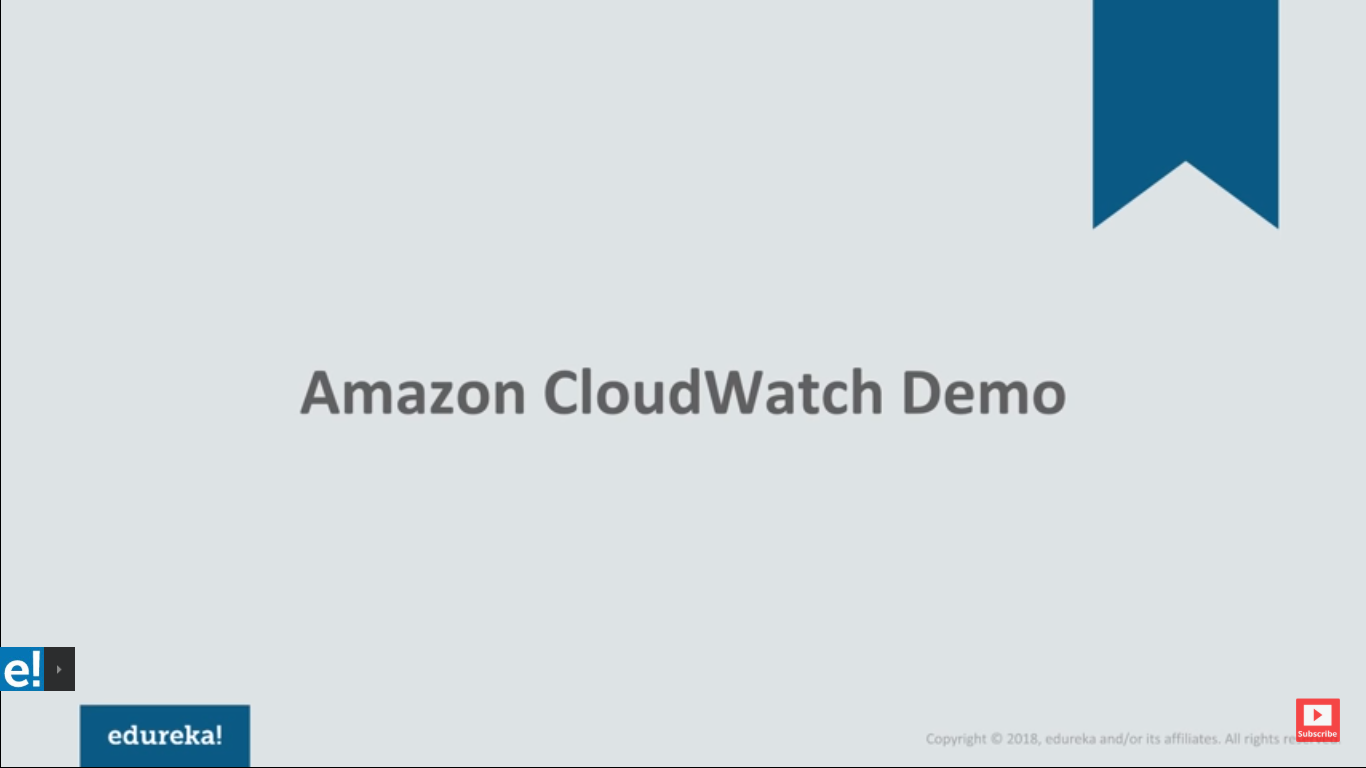 Amazon CloudWatch Demo
e!
edureka!
Copyright © 2018, edureka and/or its affiliates. All rights
Subscribe